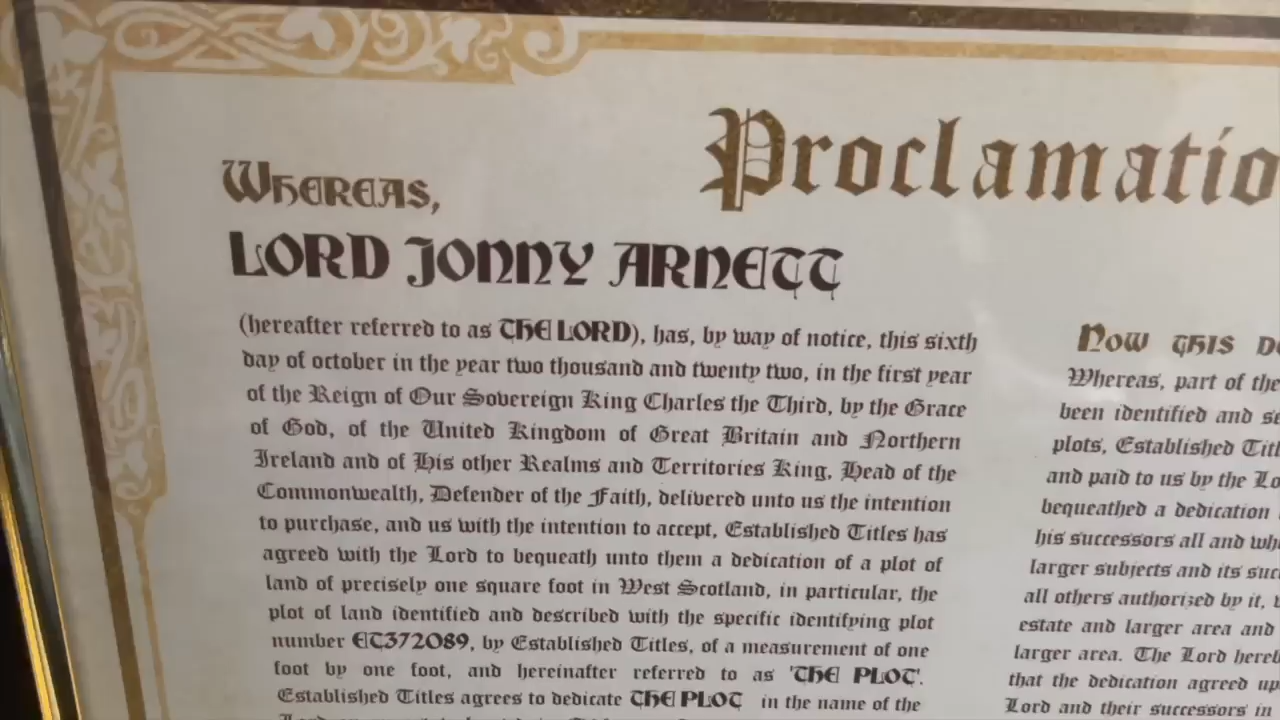 Proclamatio
WHEREAS,
LORD JONNY ARNETT
(hereafter referred to as THE LORD), has, by way of notice, this sixth
day of october in the year two thousand and twenty two, in the first year
of the Reign of Our Sovereign King Charles the Third, by the Grace
of God, of the United Kingdom of Great Britain and Northern
Ireland and of His other Realms and Territories King, Head of the
Commonwealth, Defender of the Faith, delivered unto us the intention
to purchase, and us with the intention to accept, Established Titles has
agreed with the Lord to bequeath unto them a dedication of a plot of
land of precisely one square foot in West Scotland, in particular, the
plot of land identified and described with the specific identifying plot
number ET372089, by Established Titles, of a measurement of one
foot by one foot, and hereinafter referred to as 'THE PLOT'.
Established Titles agrees to dedicate THE PLOT in the name of the
NOW THIS
Whereas, part of the
been identified and
plots, Established
and paid to us by the
bequeathed a dedication
his successors all and
larger subjects and its
all others authorized by it,
estate and larger area and
larger area. The Lord
that the dedication agreed
Lord and their successors in